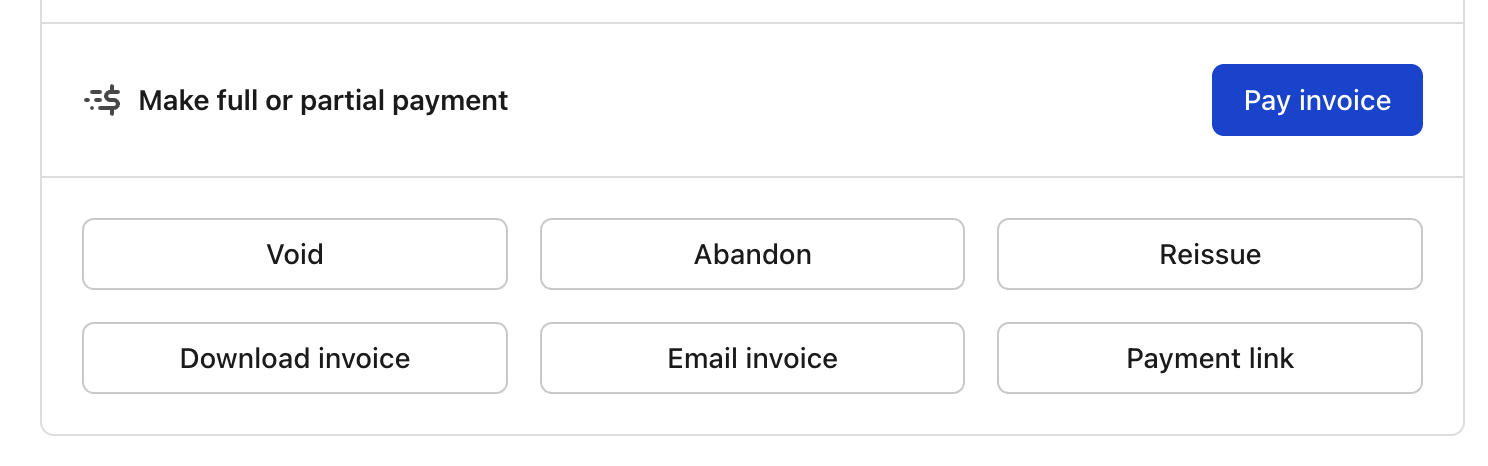 Make full or partial payment
Pay invoice
Void
Abandon
Reissue
Download invoice
Email invoice
Payment link